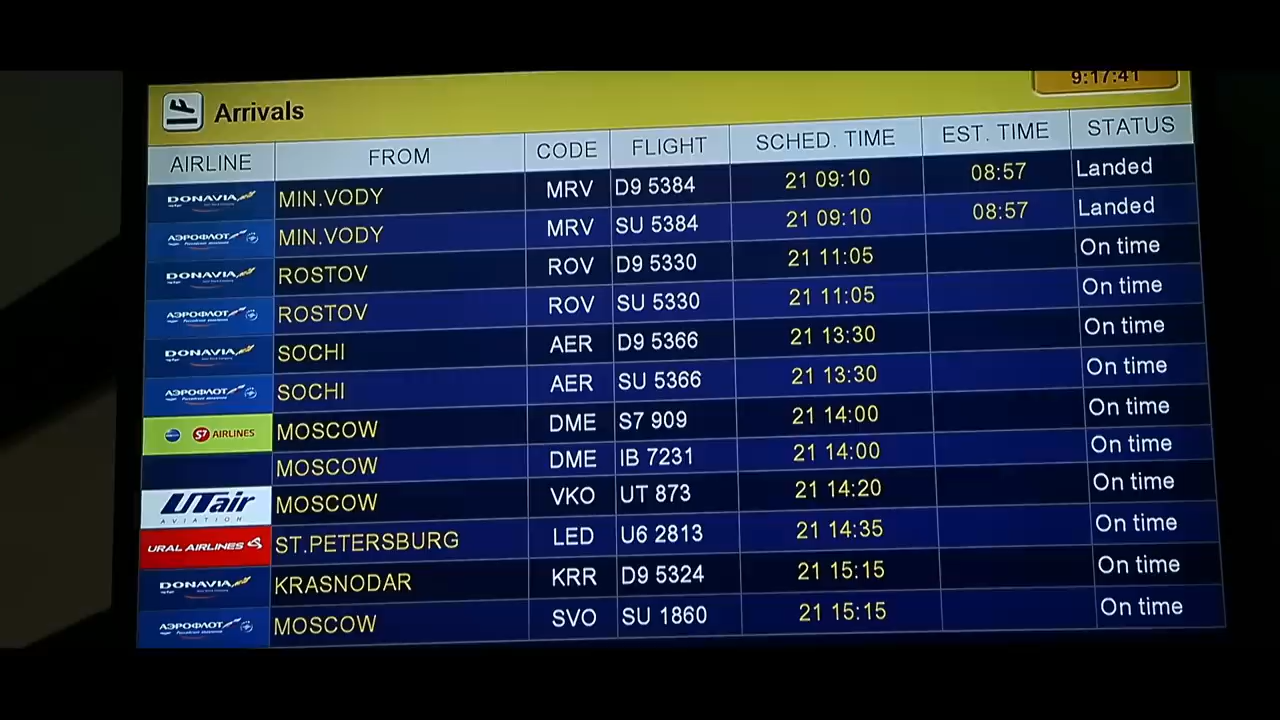 9:17:41
Arrivals
AIRLINE FROM CODE FLIGHT SCHED. TIME EST. TIME STATUS
DONAVIA MIN.VODY MRV D9 5384 21 09:10 08:57 Landed
АЭРОФЛОТ MIN.VODY MRV SU 5384 21 09:10 08:57 Landed
DONAVIA ROSTOV ROV D9 5330 21 11:05 On time
АЭРОФЛОТ ROSTOV ROV SU 5330 21 11:05 On time
DONAVIA SOCHI AER D9 5366 21 13:30 On time
АЭРОФЛОТ SOCHI AER SU 5366 21 13:30 On time
S7 AIRLINES MOSCOW DME S7 909 21 14:00 On time
MOSCOW DME IB 7231 21 14:00 On time
UTair AVIATION MOSCOW VKO UT 873 21 14:20 On time
URAL AIRLINES ST.PETERSBURG LED U6 2813 21 14:35 On time
DONAVIA KRASNODAR KRR D9 5324 21 15:15 On time
АЭРОФЛОТ MOSCOW SVO SU 1860 21 15:15 On time